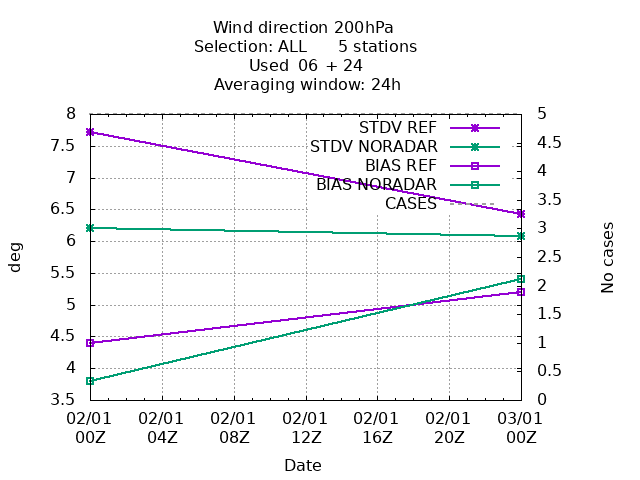 Wind direction 200hPa
Selection: ALL 5 stations
Used 06 + 24
Averaging window: 24h
8
7.5
7
6.5
6
5.5
5
4.5
4
3.5
deg
5
4.5
4
3.5
3
2.5
2
1.5
1
0.5
0
No cases
STDV REF
STDV NORADAR
BIAS REF
BIAS NORADAR
CASES
02/01 02/01 02/01 02/01 02/01 02/01 03/01
00Z 04Z 08Z 12Z 16Z 20Z 00Z
Date